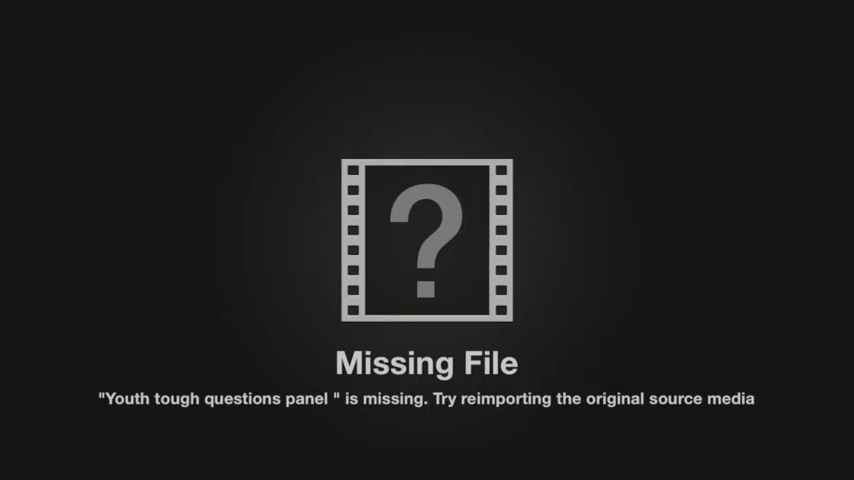 ?
Missing File
"Youth tough questions panel " is missing. Try reimporting the original source media